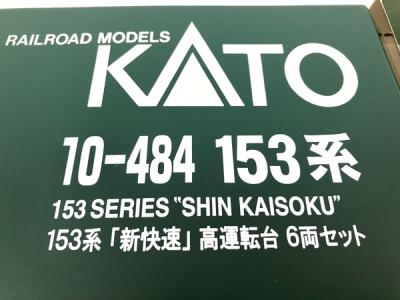 RAILROAD MODELS
KATO
10-484 153系
153 SERIES "SHIN KAISOKU"
153系「新快速」高運転台 6両セット